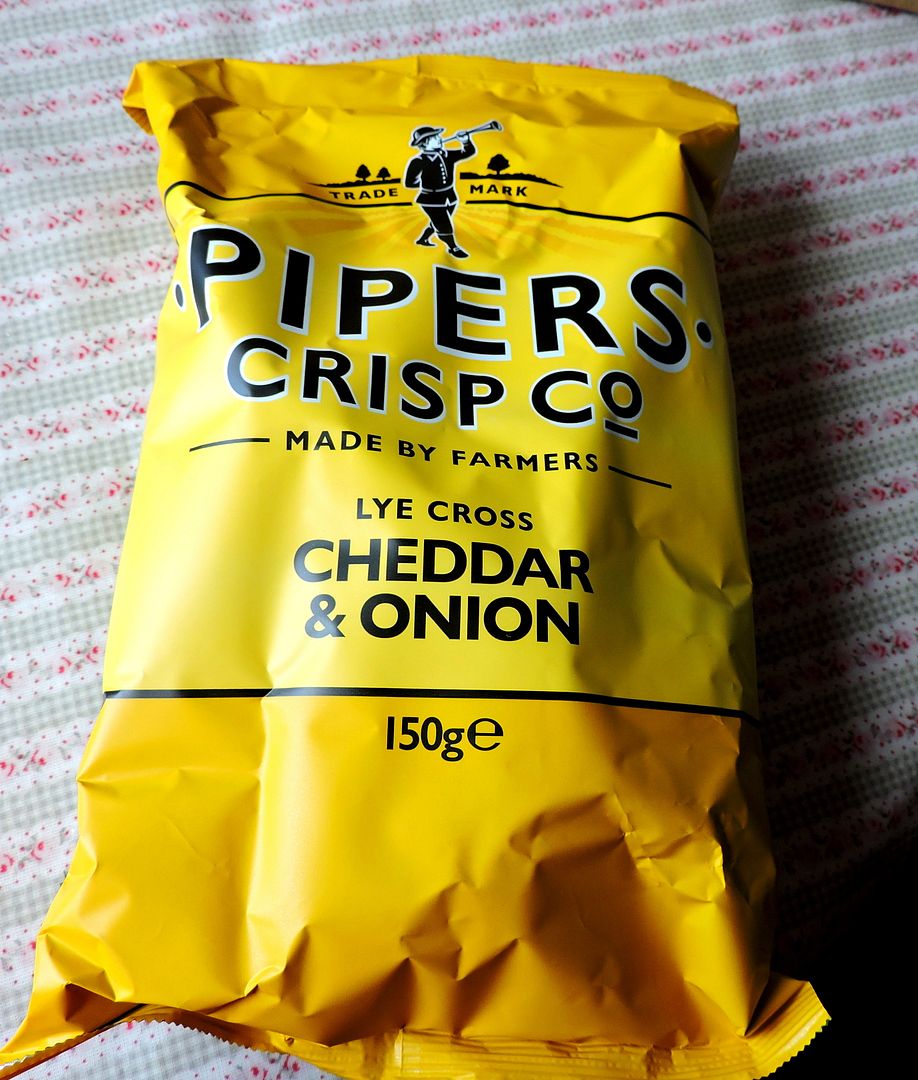 TRADE MARK
·PIPERS·
CRISP Co
MADE BY FARMERS
LYE CROSS
CHEDDAR
& ONION
150g℮